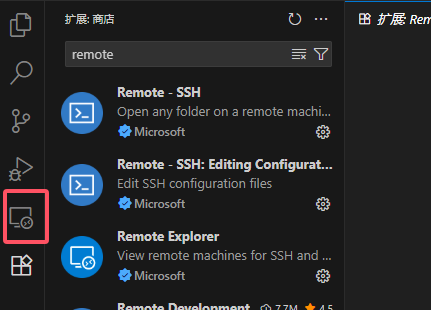 扩展: 商店
扩展: Rem
remote
Remote - SSH
Open any folder on a remote machi...
Microsoft
Remote - SSH: Editing Configurat...
Edit SSH configuration files
Microsoft
Remote Explorer
View remote machines for SSH and ...
Microsoft
Remote Development 7.7M 4.5